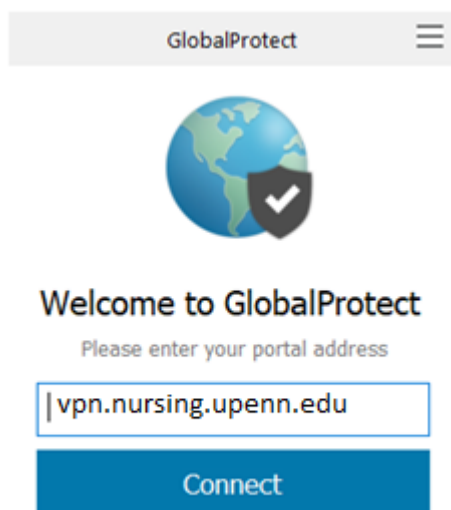 GlobalProtect
Welcome to GlobalProtect
Please enter your portal address
vpn.nursing.upenn.edu
Connect